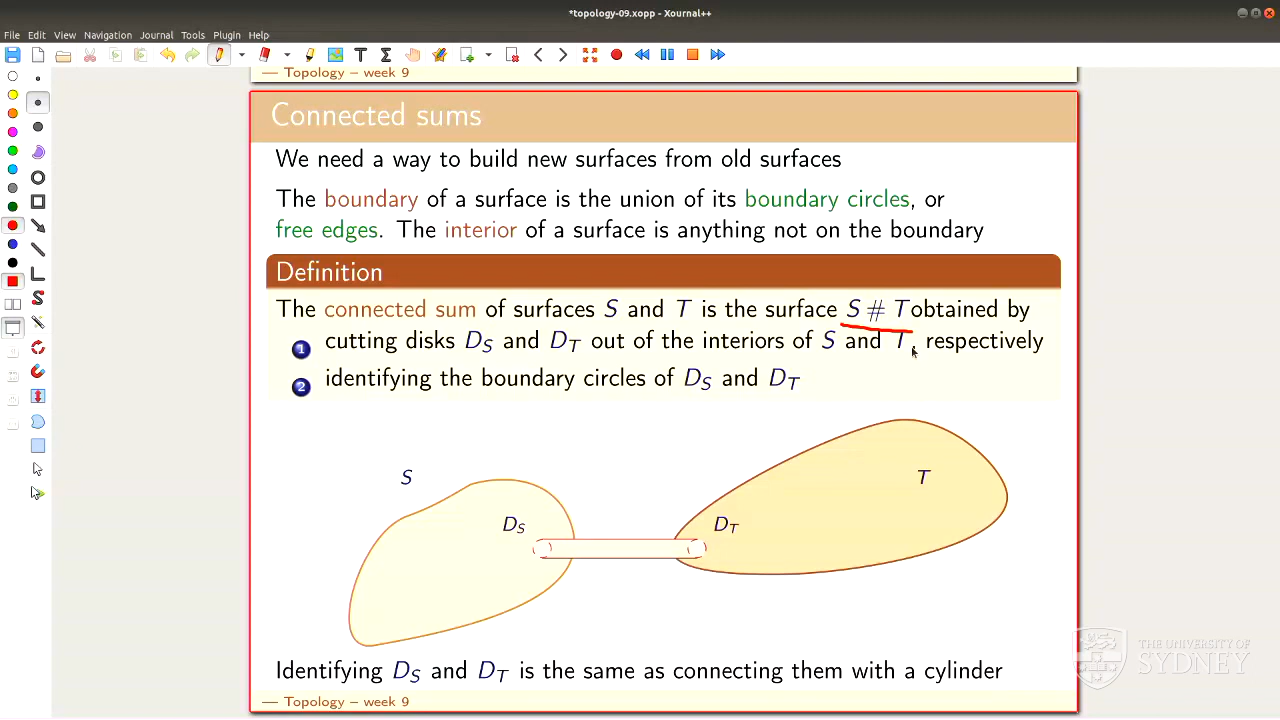 *topology-09.xopp - Xournal++
File Edit View Navigation Journal Tools Plugin Help
— Topology – week 9
Connected sums
We need a way to build new surfaces from old surfaces
The boundary of a surface is the union of its boundary circles, or
free edges. The interior of a surface is anything not on the boundary
Definition
The connected sum of surfaces S and T is the surface S # T obtained by
1 cutting disks D_S and D_T out of the interiors of S and T, respectively
2 identifying the boundary circles of D_S and D_T
S
T
D_S
D_T
Identifying D_S and D_T is the same as connecting them with a cylinder
— Topology – week 9
THE UNIVERSITY OF
SYDNEY